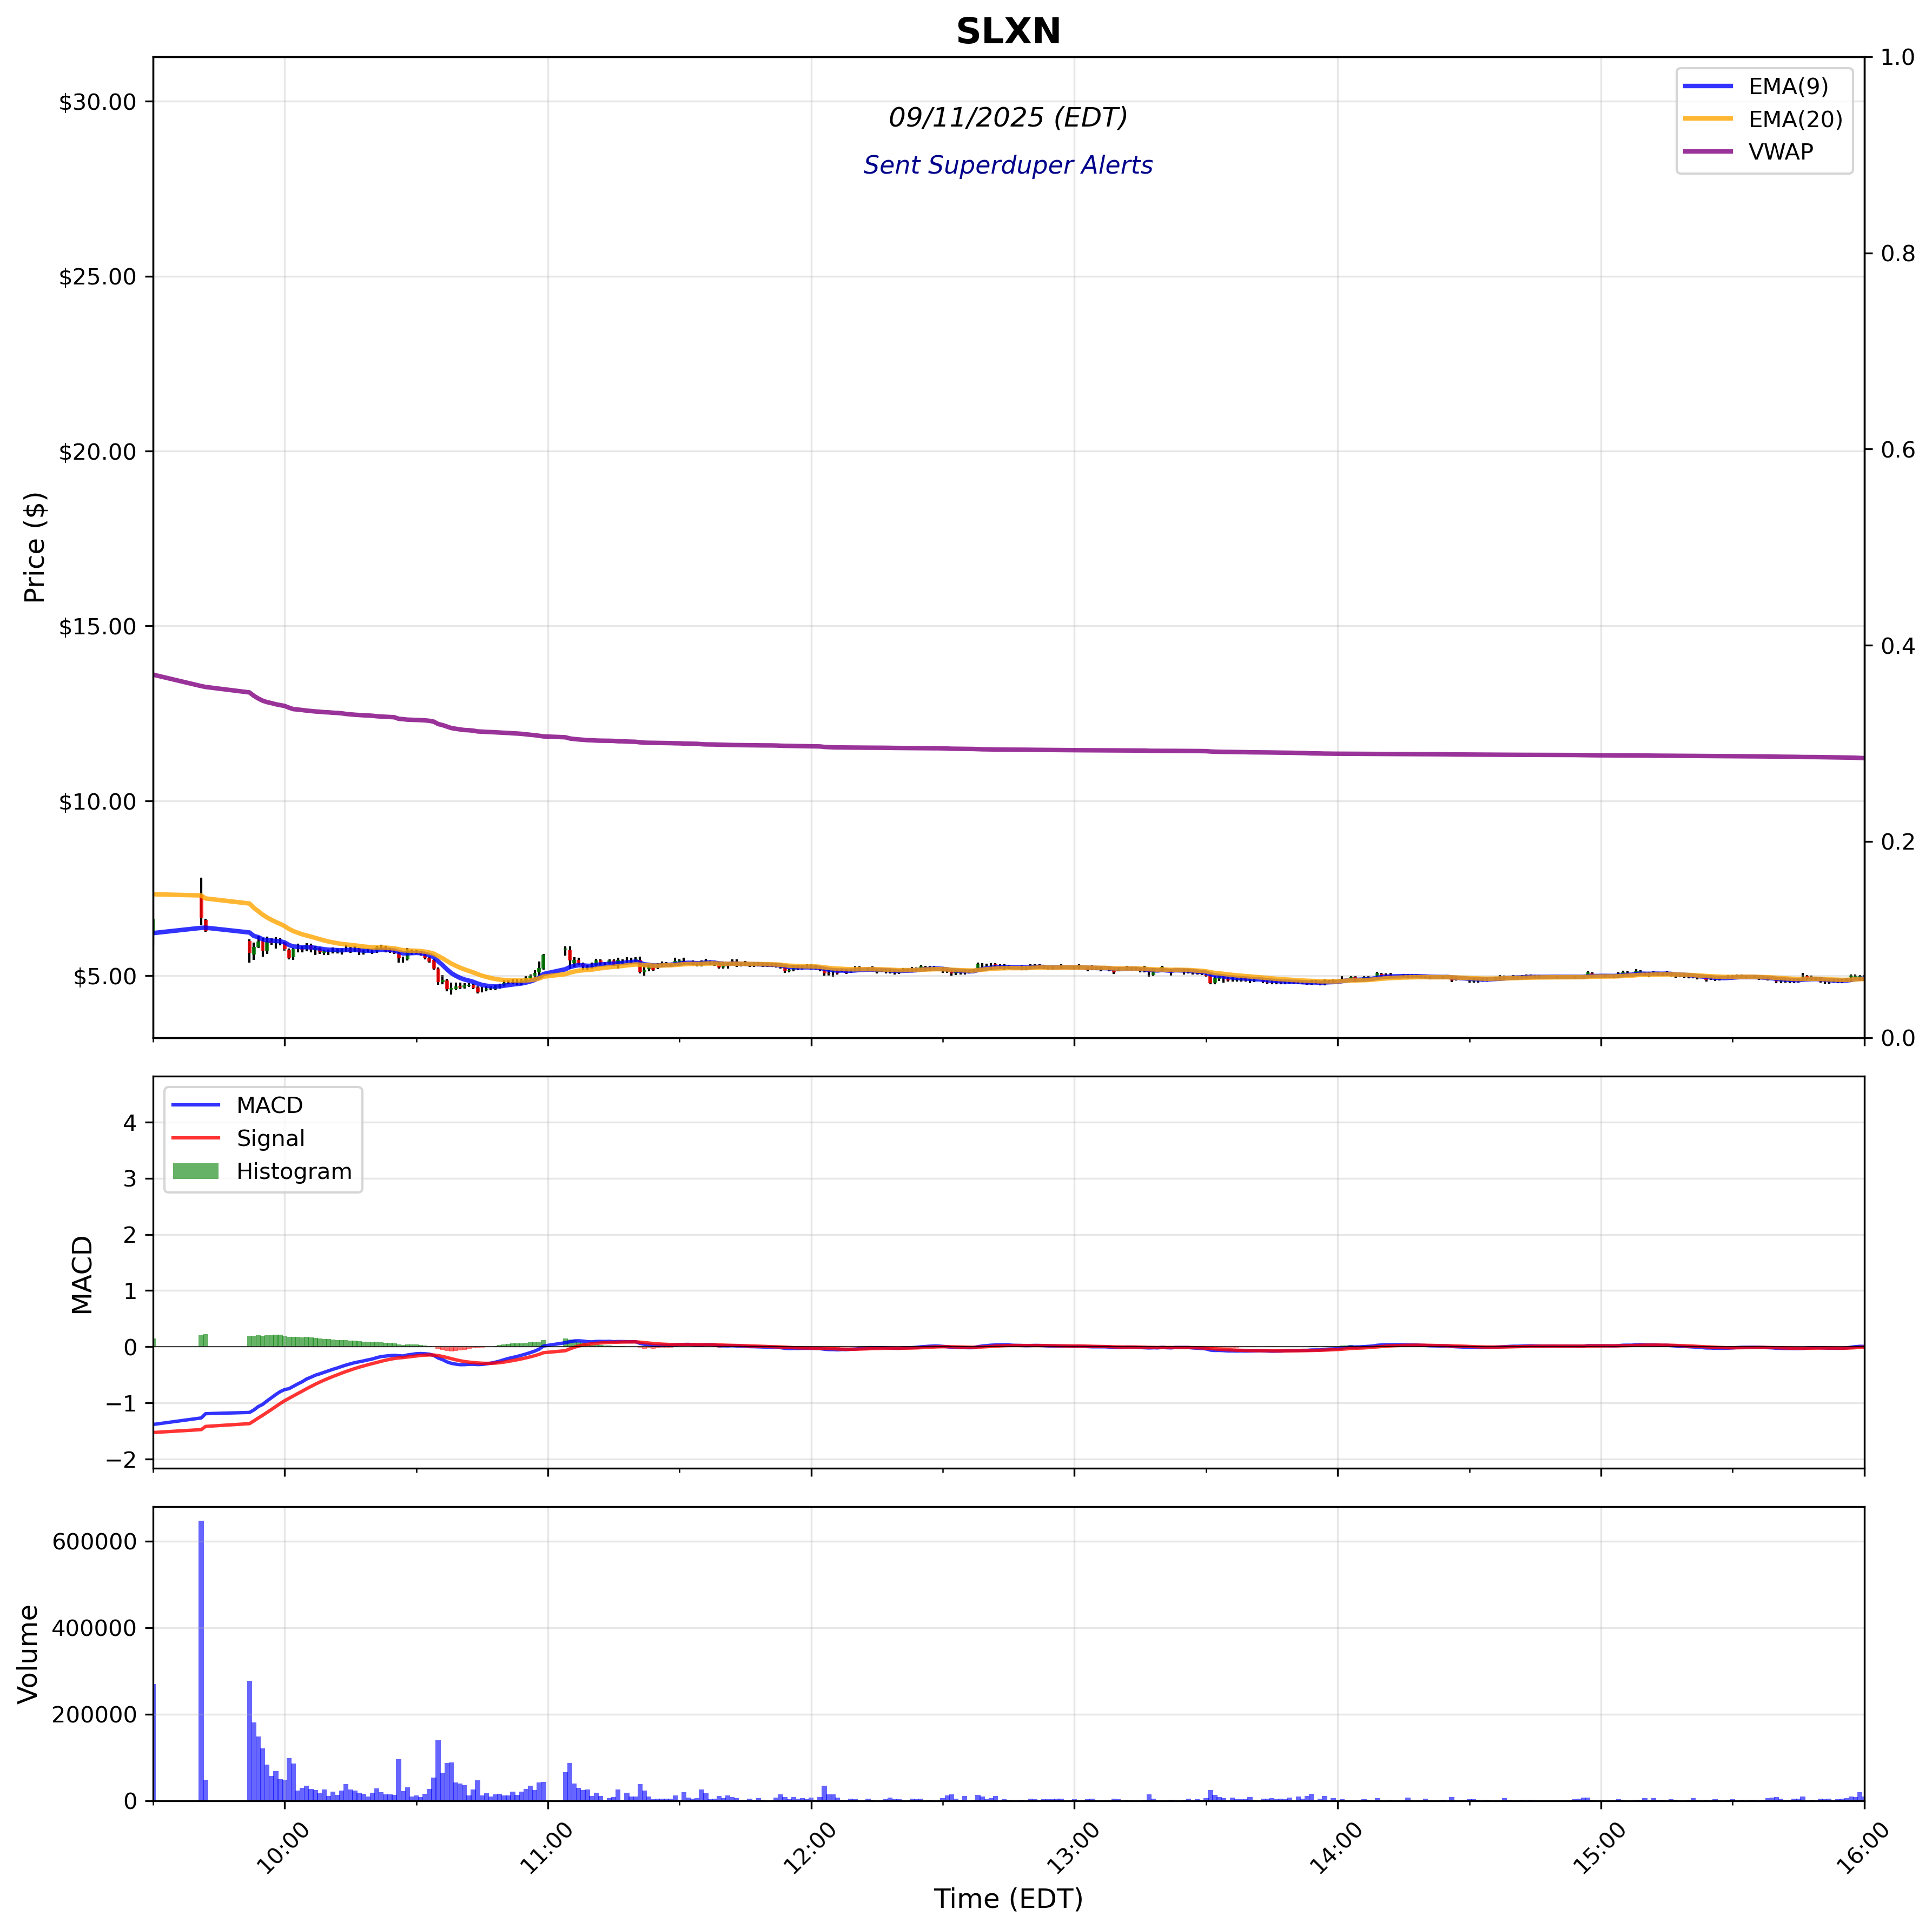 SLXN
09/11/2025 (EDT)
Sent Superduper Alerts
EMA(9)
EMA(20)
VWAP
Price ($)
$30.00
$25.00
$20.00
$15.00
$10.00
$5.00
1.0
0.8
0.6
0.4
0.2
0.0
MACD
Signal
Histogram
MACD
4
3
2
1
0
−1
−2
Volume
600000
400000
200000
0
10:00
11:00
12:00
13:00
14:00
15:00
16:00
Time (EDT)